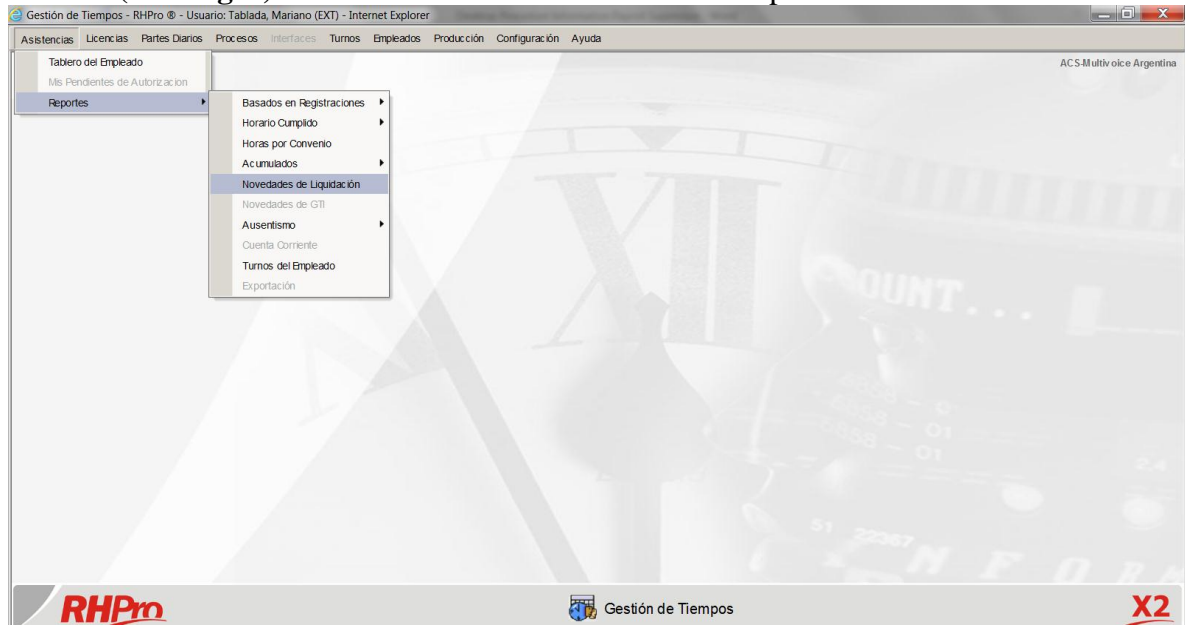 Gestión de Tiempos - RHPro ® - Usuario: Tablada, Mariano (EXT) - Internet Explorer
Asistencias Licencias Partes Diarios Procesos Interfaces Turnos Empleados Producción Configuración Ayuda
ACS-Multivoice Argentina
Tablero del Empleado
Mis Pendientes de Autorizacion
Reportes
Basados en Registraciones
Horario Cumplido
Horas por Convenio
Acumulados
Novedades de Liquidación
Novedades de GTI
Ausentismo
Cuenta Corriente
Turnos del Empleado
Exportación
XII
OUNT...
RHPro
Gestión de Tiempos
X2